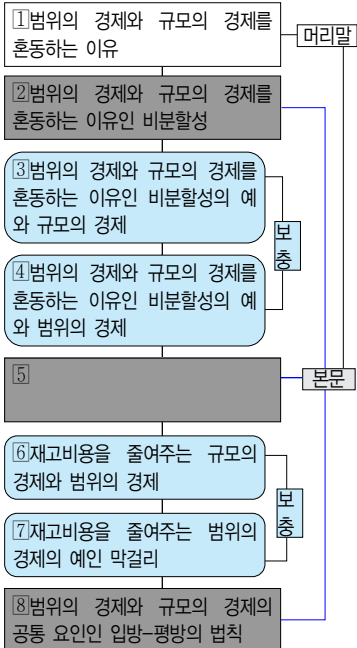 1범위의 경제와 규모의 경제를
혼동하는 이유
머리말
2범위의 경제와 규모의 경제를
혼동하는 이유인 비분할성
3범위의 경제와 규모의 경제를
혼동하는 이유인 비분할성의 예
와 규모의 경제
보
충
4범위의 경제와 규모의 경제를
혼동하는 이유인 비분할성의 예
와 범위의 경제
5
본문
6재고비용을 줄여주는 규모의
경제와 범위의 경제
보
충
7재고비용을 줄여주는 범위의
경제의 예인 막걸리
8범위의 경제와 규모의 경제의
공통 요인인 입방-평방의 법칙